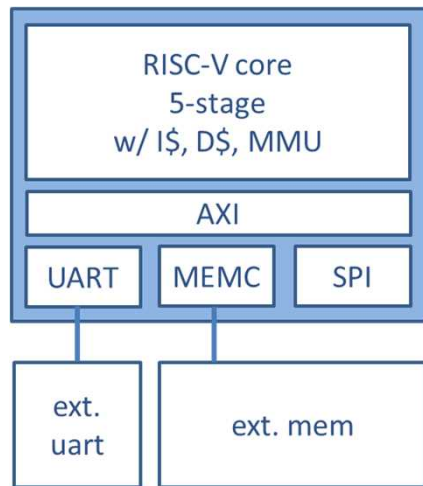 RISC-V core
5-stage
w/ I$, D$, MMU
AXI
UART
MEMC
SPI
ext.
uart
ext. mem